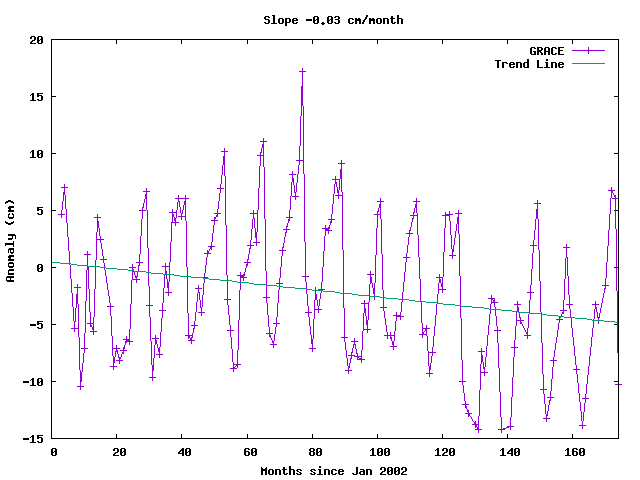 Slope -0.03 cm/month
GRACE
Trend Line
20
15
10
5
0
-5
-10
-15
Anomaly (cm)
0 20 40 60 80 100 120 140 160
Months since Jan 2002